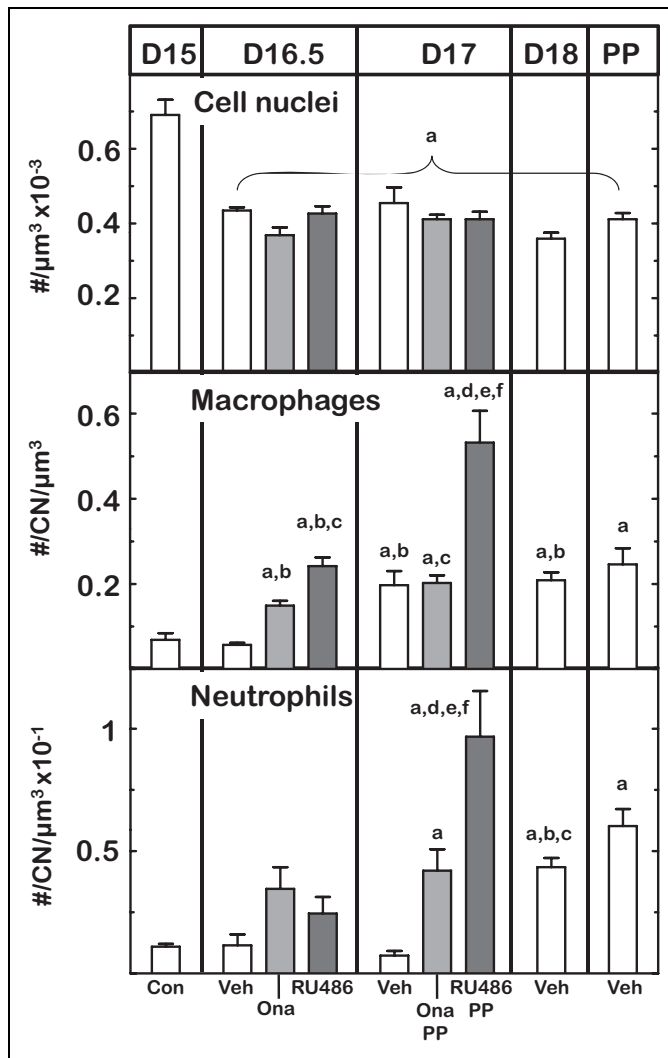 D15 D16.5 D17 D18 PP
Cell nuclei
a
#/µm³ x10⁻³
0.6
0.4
0.2
Macrophages
a,d,e,f
#/CN/µm³
0.6
0.4
0.2
a,b
a,b,c
a,b
a,c
a,b
a
Neutrophils
a,d,e,f
#/CN/µm³ x10⁻¹
1
0.5
a
a,b,c
a
Con Veh RU486 Veh RU486 Veh Veh
Ona Ona PP
PP